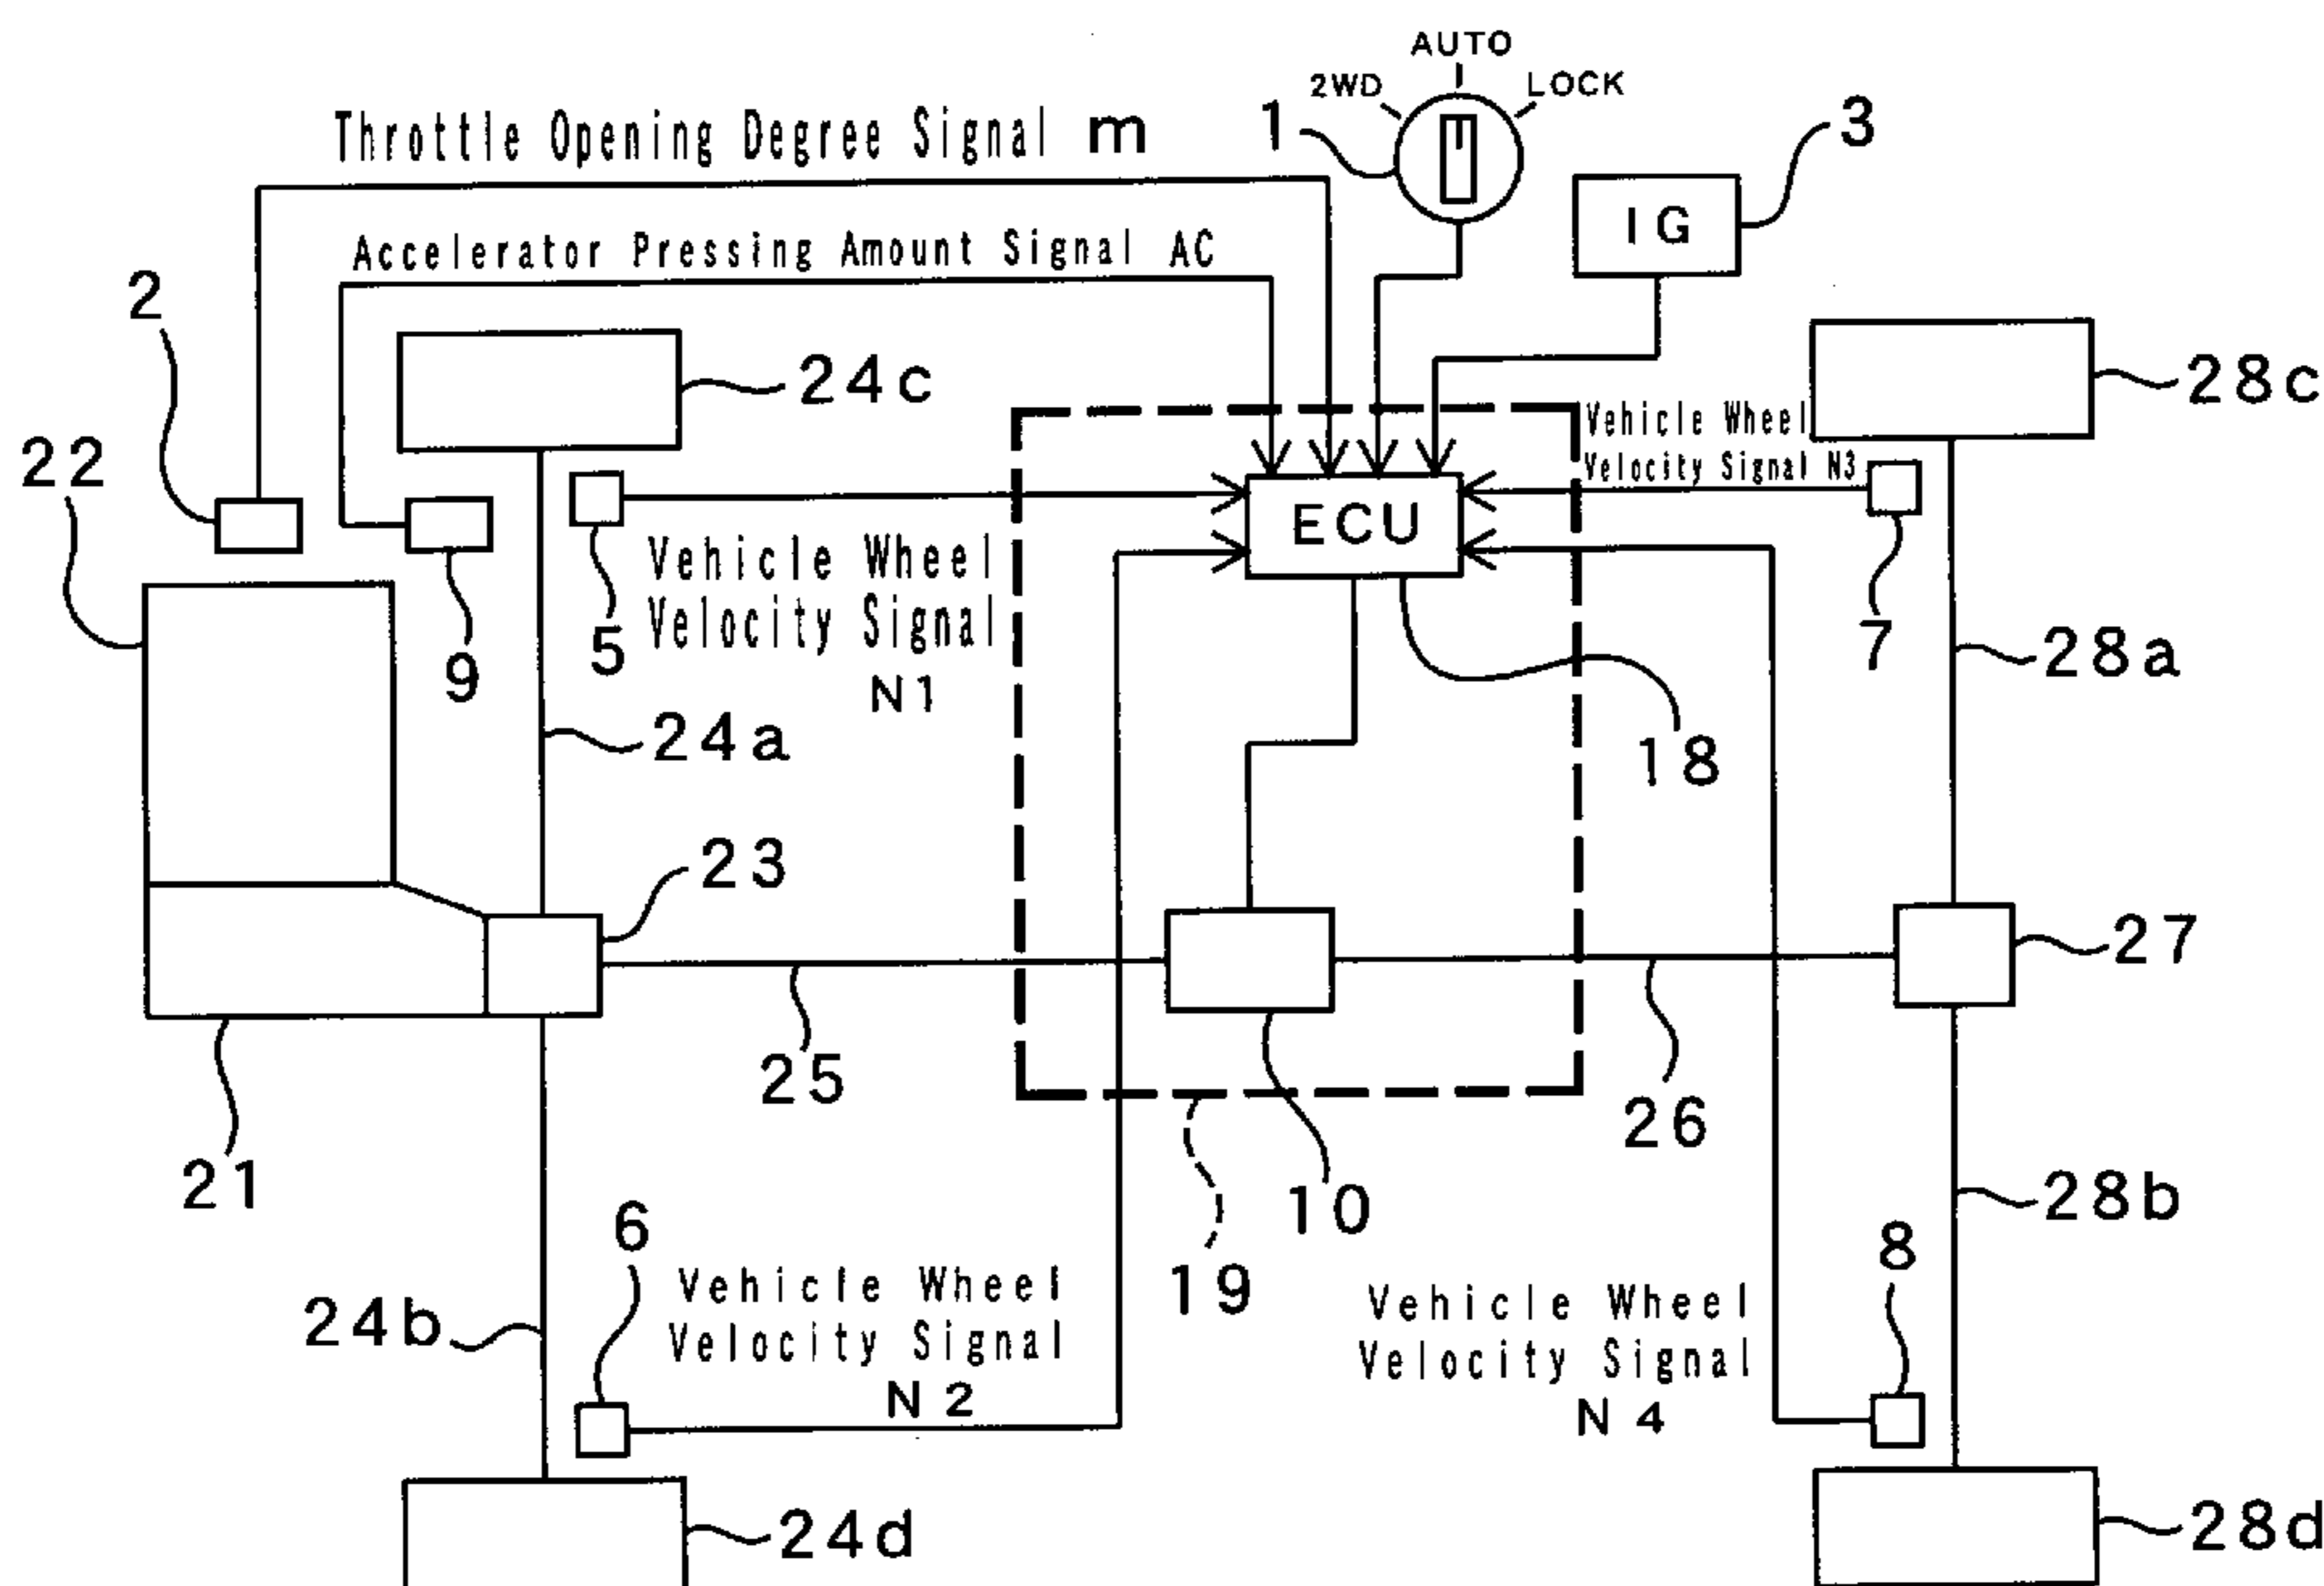 AUTO
2WD
LOCK
1
3
Throttle Opening Degree Signal m
IG
Accelerator Pressing Amount Signal AC
2
24c
28c
22
Vehicle Wheel
Velocity Signal N3
ECU
Vehicle Wheel
Velocity Signal
N1
9
5
7
28a
24a
18
23
27
25
26
21
10
19
28b
6
8
24b
Vehicle Wheel
Velocity Signal
N2
Vehicle Wheel
Velocity Signal
N4
24d
28d